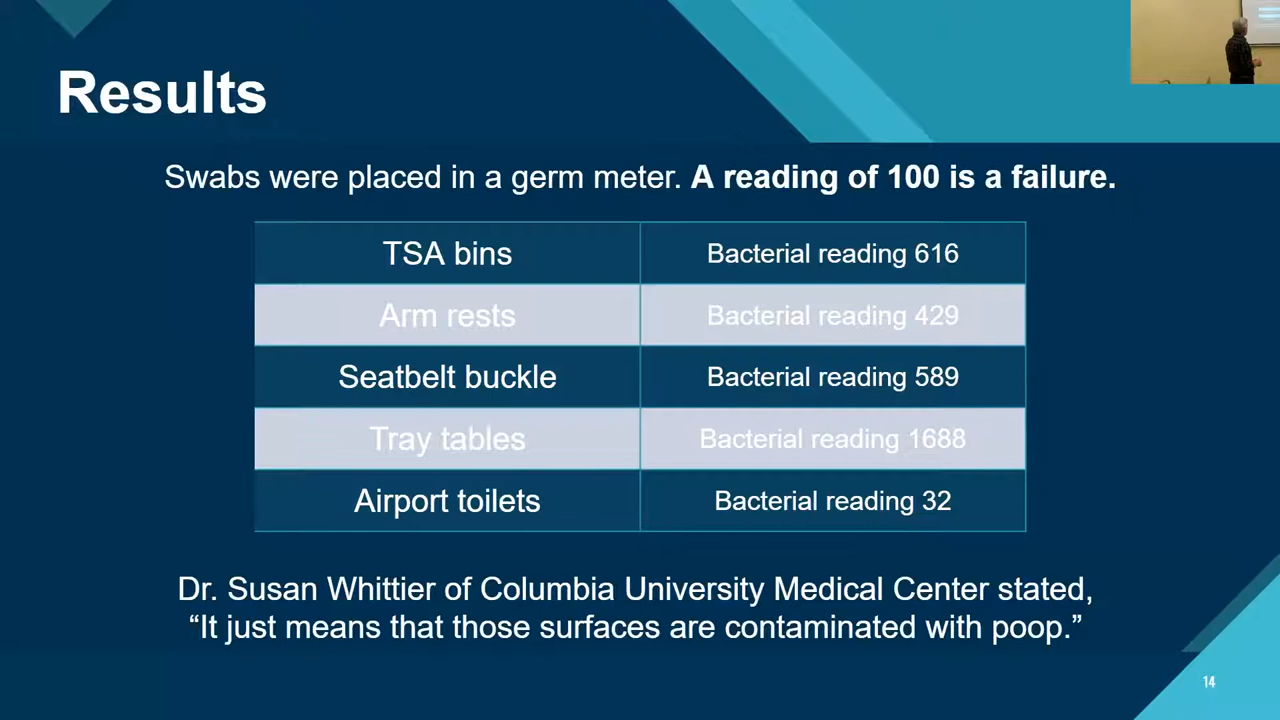 Results
Swabs were placed in a germ meter. A reading of 100 is a failure.
TSA bins Bacterial reading 616
Arm rests Bacterial reading 429
Seatbelt buckle Bacterial reading 589
Tray tables Bacterial reading 1688
Airport toilets Bacterial reading 32
Dr. Susan Whittier of Columbia University Medical Center stated,
“It just means that those surfaces are contaminated with poop.”
14